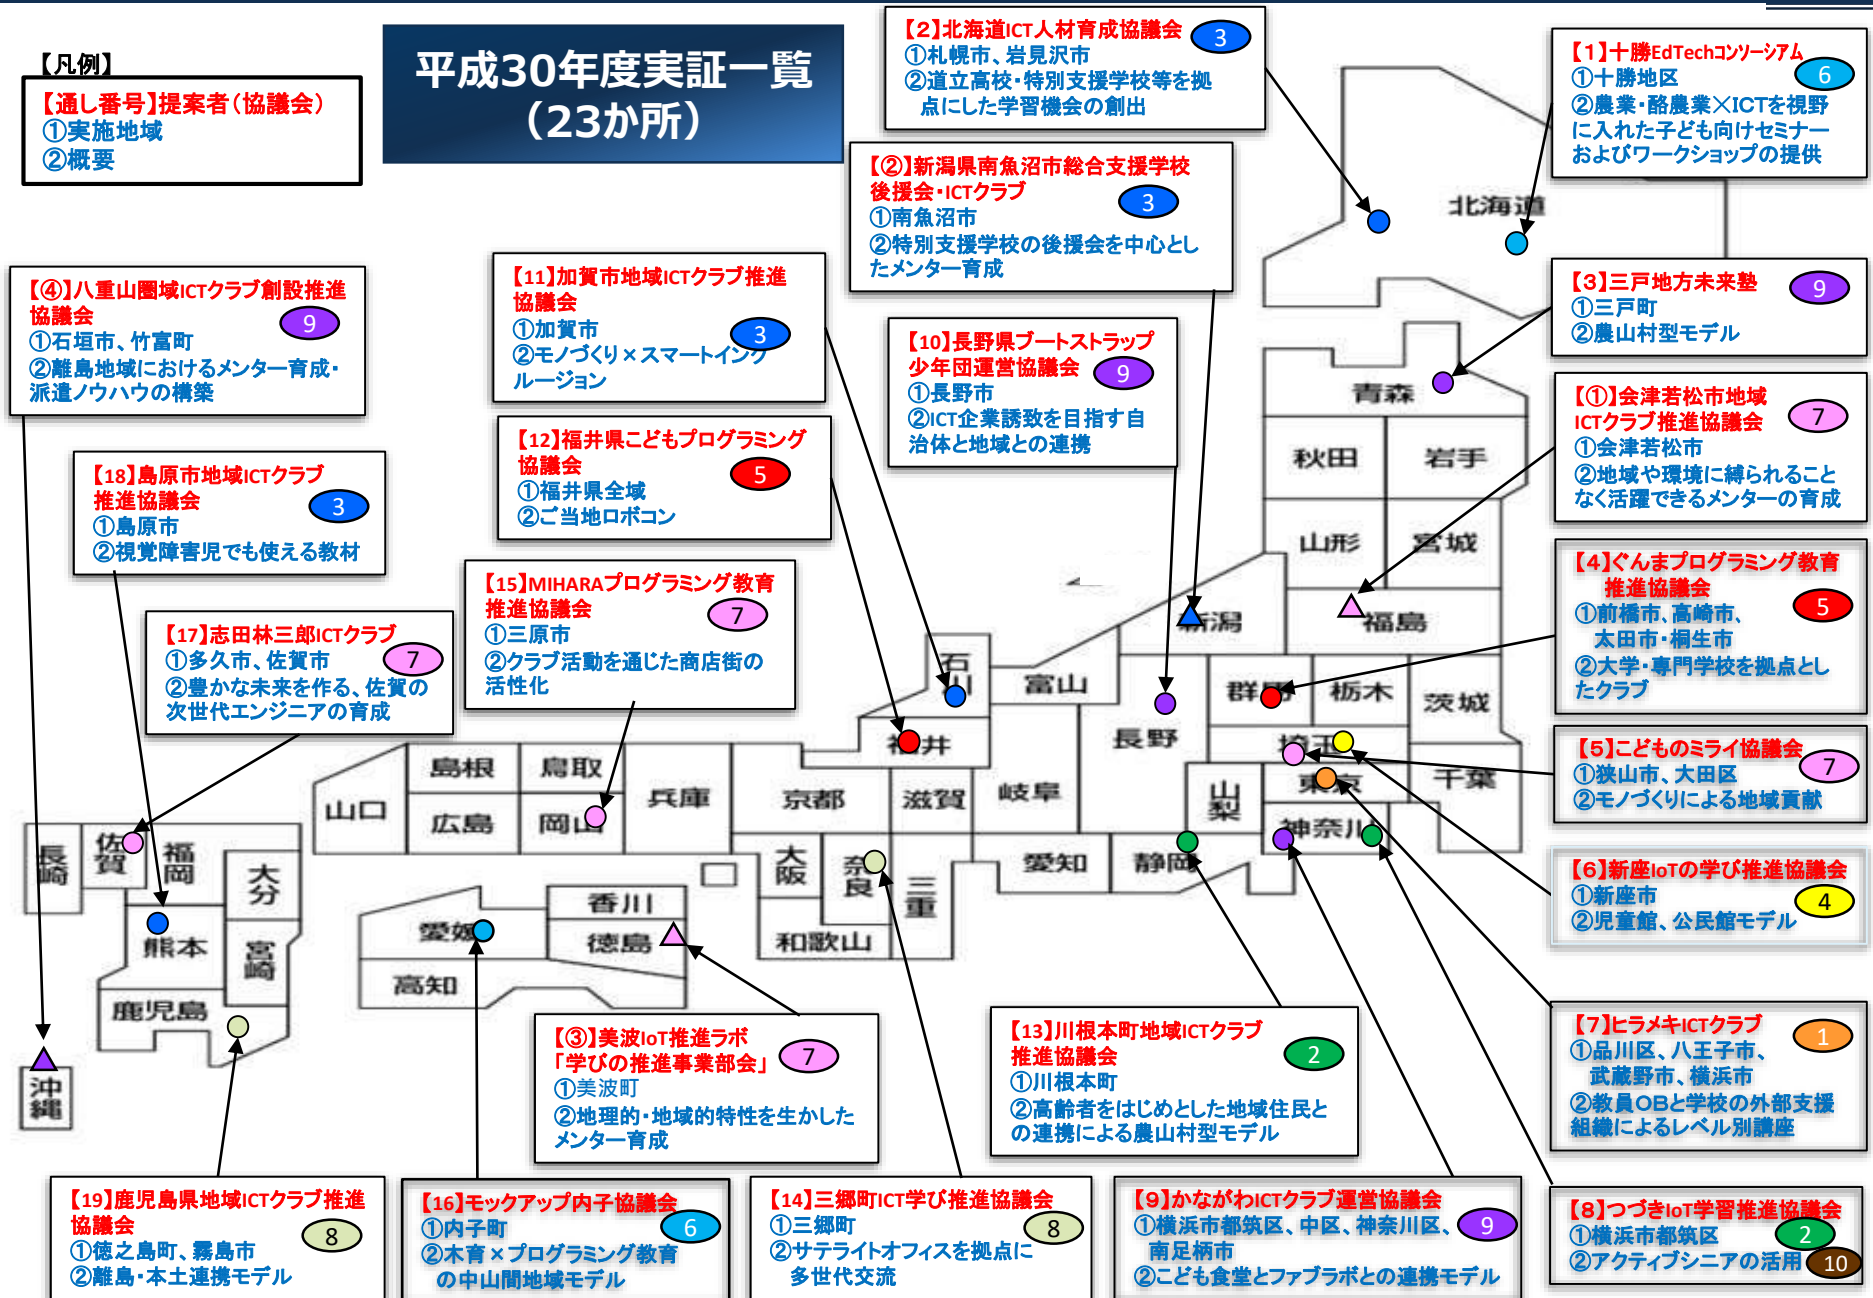 平成30年度実証一覧
（23か所）
【凡例】
【通し番号】提案者（協議会）
①実施地域
②概要
【2】北海道ICT人材育成協議会
3
①札幌市、岩見沢市
②道立高校・特別支援学校等を拠
点にした学習機会の創出
【1】十勝EdTechコンソーシアム
6
①十勝地区
②農業・酪農業×ICTを視野
に入れた子ども向けセミナー
およびワークショップの提供
【②】新潟県南魚沼市総合支援学校
後援会・ICTクラブ
3
①南魚沼市
②特別支援学校の後援会を中心とし
たメンター育成
【④】八重山圏域ICTクラブ創設推進
協議会
9
①石垣市、竹富町
②離島地域におけるメンター育成・
派遣ノウハウの構築
【11】加賀市地域ICTクラブ推進
協議会
3
①加賀市
②モノづくり×スマートインク
ルージョン
【3】三戸地方未来塾
9
①三戸町
②農山村型モデル
【10】長野県ブートストラップ
少年団運営協議会
9
①長野市
②ICT企業誘致を目指す自
治体と地域との連携
【①】会津若松市地域
ICTクラブ推進協議会
7
①会津若松市
②地域や環境に縛られること
なく活躍できるメンターの育成
【12】福井県こどもプログラミング
協議会
5
①福井県全域
②ご当地ロボコン
【18】島原市地域ICTクラブ
推進協議会
3
①島原市
②視覚障害児でも使える教材
【4】ぐんまプログラミング教育
推進協議会
5
①前橋市、高崎市、
太田市・桐生市
②大学・専門学校を拠点とし
たクラブ
【15】MIHARAプログラミング教育
推進協議会
7
①三原市
②クラブ活動を通じた商店街の
活性化
【17】志田林三郎ICTクラブ
7
①多久市、佐賀市
②豊かな未来を作る、佐賀の
次世代エンジニアの育成
【5】こどものミライ協議会
7
①狭山市、大田区
②モノづくりによる地域貢献
【6】新座IoTの学び推進協議会
4
①新座市
②児童館、公民館モデル
【7】ヒラメキICTクラブ
1
①品川区、八王子市、
武蔵野市、横浜市
②教員OBと学校の外部支援
組織によるレベル別講座
【③】美波IoT推進ラボ
「学びの推進事業部会」
7
①美波町
②地理的・地域的特性を生かした
メンター育成
【13】川根本町地域ICTクラブ
推進協議会
2
①川根本町
②高齢者をはじめとした地域住民と
の連携による農山村型モデル
【19】鹿児島県地域ICTクラブ推進
協議会
8
①徳之島町、霧島市
②離島・本土連携モデル
【16】モックアップ内子協議会
6
①内子町
②木育×プログラミング教育
の中山間地域モデル
【14】三郷町ICT学び推進協議会
8
①三郷町
②サテライトオフィスを拠点に
多世代交流
【9】かながわICTクラブ運営協議会
9
①横浜市都筑区、中区、神奈川区、
南足柄市
②こども食堂とファブラボとの連携モデル
【8】つづきIoT学習推進協議会
2
①横浜市都筑区
②アクティブシニアの活用
10
北海道
青森
秋田
岩手
山形
宮城
新潟
福島
石川
富山
群馬
栃木
茨城
福井
長野
埼玉
島根
鳥取
兵庫
京都
滋賀
岐阜
山梨
東京
千葉
山口
広島
岡山
神奈川
長崎
佐賀
福岡
大分
大阪
奈良
三重
愛知
静岡
熊本
宮崎
愛媛
香川
徳島
和歌山
高知
鹿児島
沖縄